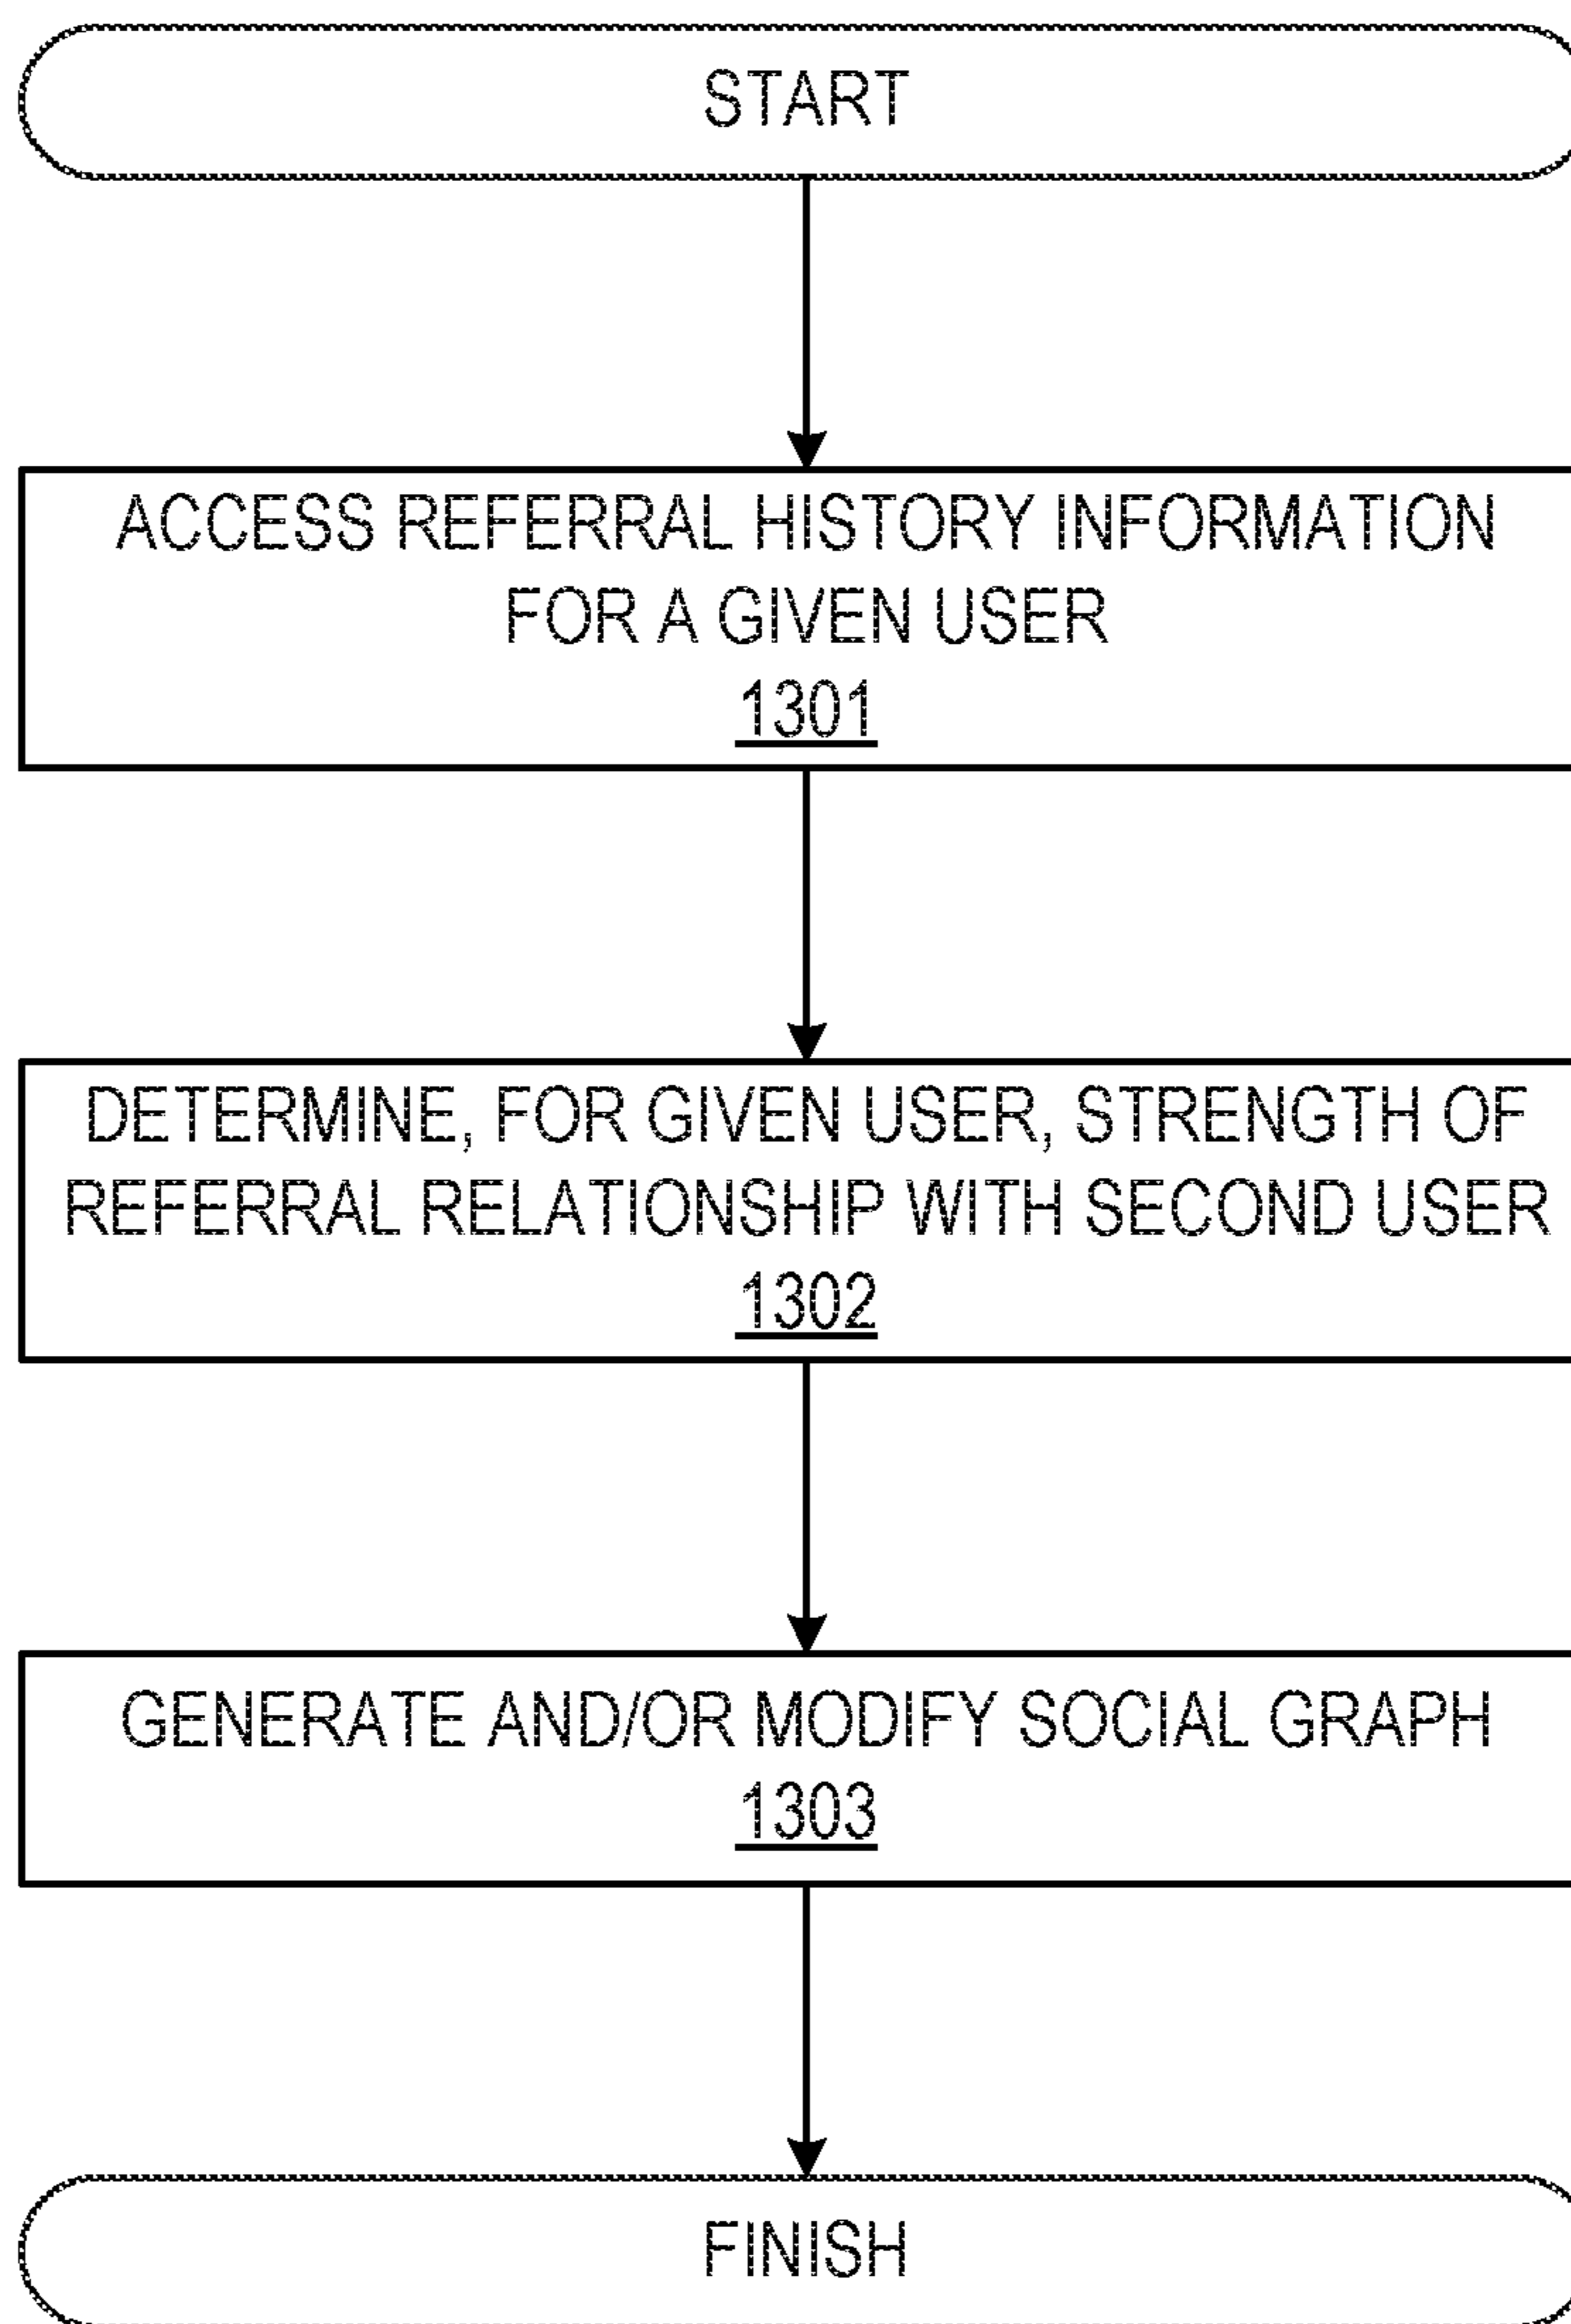 START
ACCESS REFERRAL HISTORY INFORMATION
FOR A GIVEN USER
1301
DETERMINE, FOR GIVEN USER, STRENGTH OF
REFERRAL RELATIONSHIP WITH SECOND USER
1302
GENERATE AND/OR MODIFY SOCIAL GRAPH
1303
FINISH